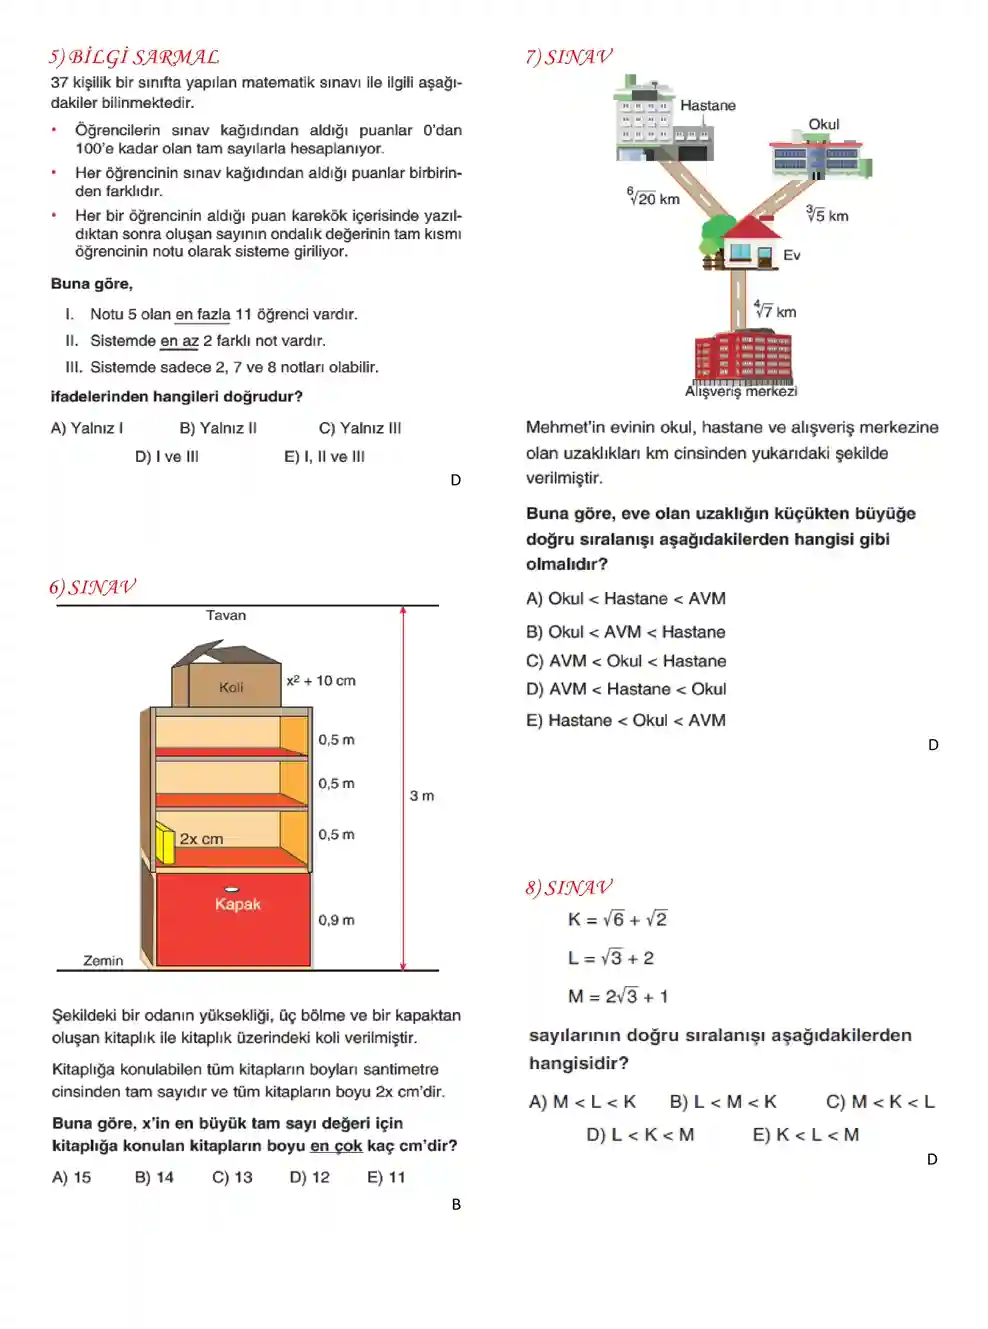 5) BİLGİ SARMAL
37 kişilik bir sınıfta yapılan matematik sınavı ile ilgili aşağı-
dakiler bilinmektedir.
• Öğrencilerin sınav kağıdından aldığı puanlar 0'dan
100'e kadar olan tam sayılarla hesaplanıyor.
• Her öğrencinin sınav kağıdından aldığı puanlar birbirin-
den farklıdır.
• Her bir öğrencinin aldığı puan karekök içerisinde yazıl-
dıktan sonra oluşan sayının ondalık değerinin tam kısmı
öğrencinin notu olarak sisteme giriliyor.
Buna göre,
I. Notu 5 olan en fazla 11 öğrenci vardır.
II. Sistemde en az 2 farklı not vardır.
III. Sistemde sadece 2, 7 ve 8 notları olabilir.
ifadelerinden hangileri doğrudur?
A) Yalnız I B) Yalnız II C) Yalnız III
D) I ve III E) I, II ve III
D
6) SINAV
Tavan
Koli
x² + 10 cm
0,5 m
0,5 m
3 m
0,5 m
2x cm
Kapak
0,9 m
Zemin
Şekildeki bir odanın yüksekliği, üç bölme ve bir kapaktan
oluşan kitaplık ile kitaplık üzerindeki koli verilmiştir.
Kitaplığa konulabilen tüm kitapların boyları santimetre
cinsinden tam sayıdır ve tüm kitapların boyu 2x cm'dir.
Buna göre, x'in en büyük tam sayı değeri için
kitaplığa konulan kitapların boyu en çok kaç cm'dir?
A) 15 B) 14 C) 13 D) 12 E) 11
B
7) SINAV
Hastane
Okul
⁶√20 km
³√5 km
Ev
⁴√7 km
Alışveriş merkezi
Mehmet'in evinin okul, hastane ve alışveriş merkezine
olan uzaklıkları km cinsinden yukarıdaki şekilde
verilmiştir.
Buna göre, eve olan uzaklığın küçükten büyüğe
doğru sıralanışı aşağıdakilerden hangisi gibi
olmalıdır?
A) Okul < Hastane < AVM
B) Okul < AVM < Hastane
C) AVM < Okul < Hastane
D) AVM < Hastane < Okul
E) Hastane < Okul < AVM
D
8) SINAV
K = √6 + √2
L = √3 + 2
M = 2√3 + 1
sayılarının doğru sıralanışı aşağıdakilerden
hangisidir?
A) M < L < K B) L < M < K C) M < K < L
D) L < K < M E) K < L < M
D